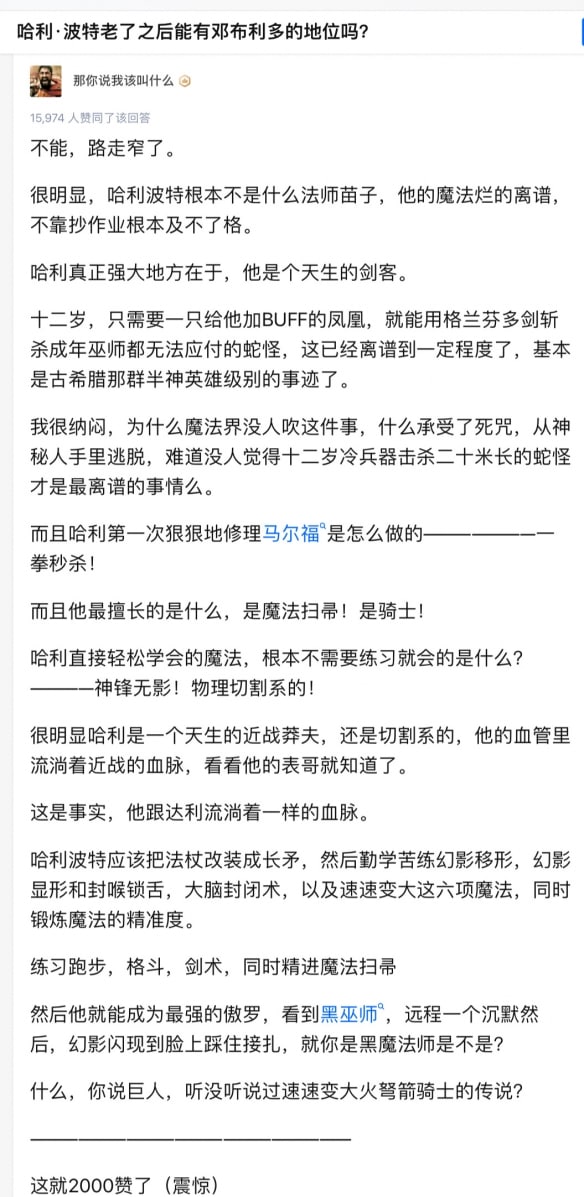 哈利·波特老了之后能有邓布利多的地位吗？
那你说我该叫什么
15,974 人赞同了该回答
不能，路走窄了。
很明显，哈利波特根本不是什么法师苗子，他的魔法烂的离谱，
不靠抄作业根本及不了格。
哈利真正强大地方在于，他是个天生的剑客。
十二岁，只需要一只给他加BUFF的凤凰，就能用格兰芬多剑斩
杀成年巫师都无法应付的蛇怪，这已经离谱到一定程度了，基本
是古希腊那群半神英雄级别的事迹了。
我很纳闷，为什么魔法界没人吹这件事，什么承受了死咒，从神
秘人手里逃脱，难道没人觉得十二岁冷兵器击杀二十米长的蛇怪
才是最离谱的事情么。
而且哈利第一次狠狠地修理马尔福是怎么做的————————一
拳秒杀！
而且他最擅长的是什么，是魔法扫帚！是骑士！
哈利直接轻松学会的魔法，根本不需要练习就会的是什么？
————神锋无影！物理切割系的！
很明显哈利是一个天生的近战莽夫，还是切割系的，他的血管里
流淌着近战的血脉，看看他的表哥就知道了。
这是事实，他跟达利流淌着一样的血脉。
哈利波特应该把法杖改装成长矛，然后勤学苦练幻影移形，幻影
显形和封喉锁舌，大脑封闭术，以及速速变大这六项魔法，同时
锻炼魔法的精准度。
练习跑步，格斗，剑术，同时精进魔法扫帚
然后他就能成为最强的傲罗，看到黑巫师，远程一个沉默然
后，幻影闪现到脸上踩住接扎，就你是黑魔法师是不是？
什么，你说巨人，听没听说过速速变大火弩箭骑士的传说？
————————————————————
这就2000赞了（震惊）